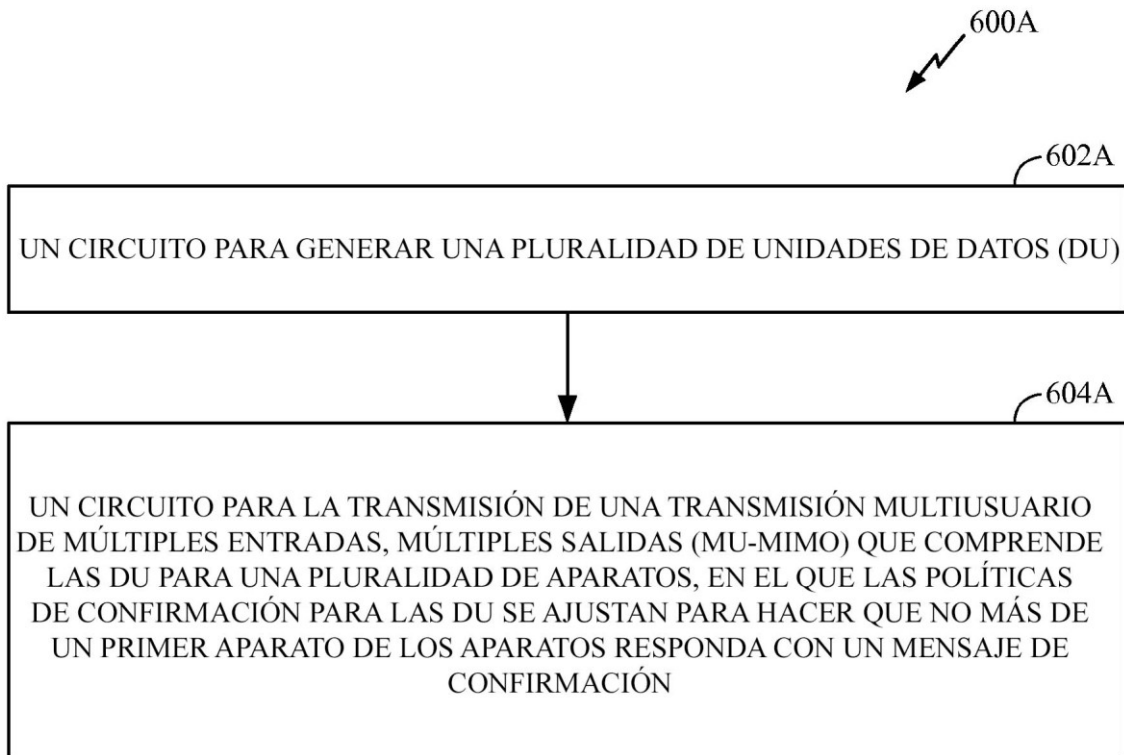 600A
602A
UN CIRCUITO PARA GENERAR UNA PLURALIDAD DE UNIDADES DE DATOS (DU)
604A
UN CIRCUITO PARA LA TRANSMISIÓN DE UNA TRANSMISIÓN MULTIUSUARIO
DE MÚLTIPLES ENTRADAS, MÚLTIPLES SALIDAS (MU-MIMO) QUE COMPRENDE
LAS DU PARA UNA PLURALIDAD DE APARATOS, EN EL QUE LAS POLÍTICAS
DE CONFIRMACIÓN PARA LAS DU SE AJUSTAN PARA HACER QUE NO MÁS DE
UN PRIMER APARATO DE LOS APARATOS RESPONDA CON UN MENSAJE DE
CONFIRMACIÓN